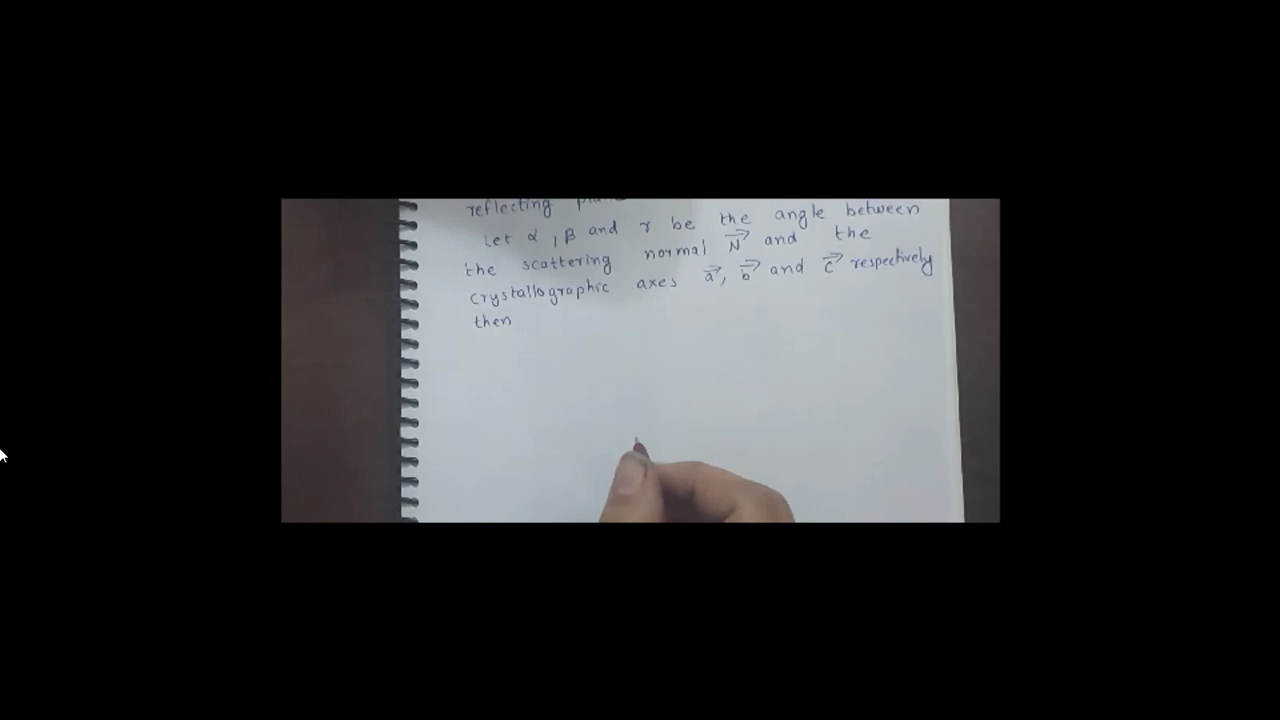 reflecting
Let α, β and γ be the angle between
the scattering normal N⃗ and the
crystallographic axes a⃗, b⃗ and c⃗ respectively
then